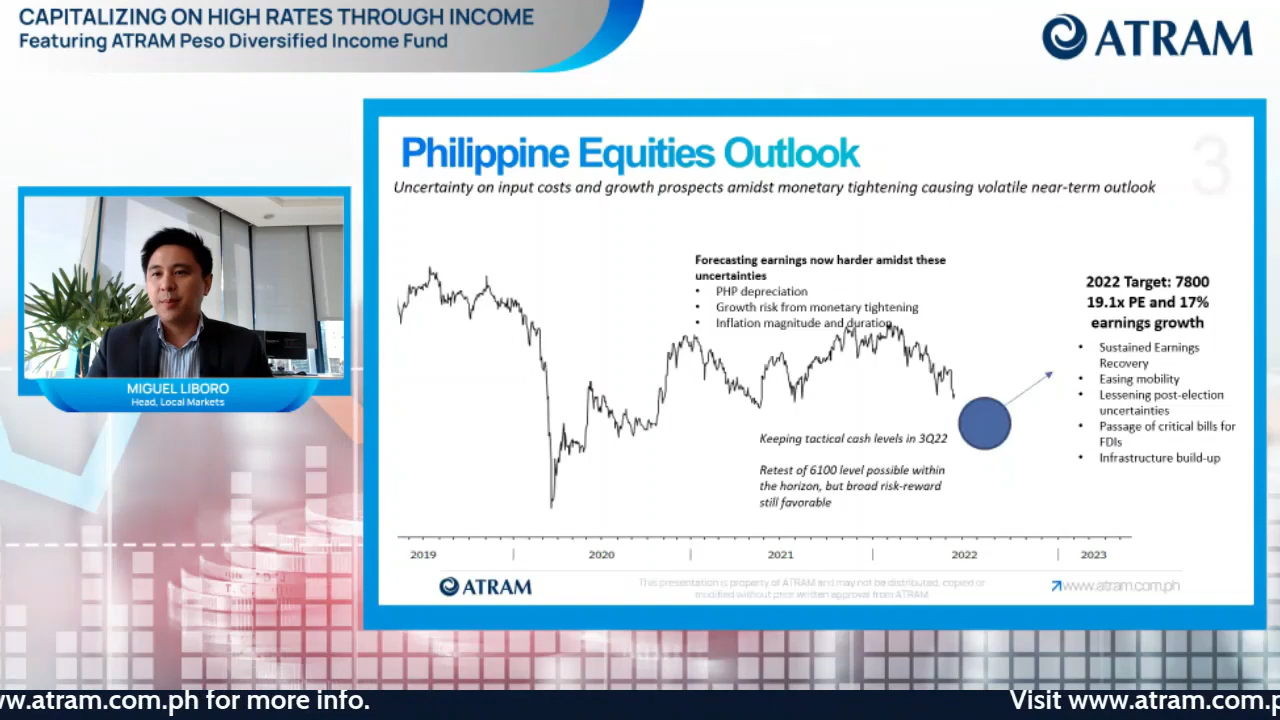 CAPITALIZING ON HIGH RATES THROUGH INCOME
Featuring ATRAM Peso Diversified Income Fund
ATRAM
Philippine Equities Outlook
3
Uncertainty on input costs and growth prospects amidst monetary tightening causing volatile near-term outlook
MIGUEL LIBORO
Head, Local Markets
Forecasting earnings now harder amidst these
uncertainties
• PHP depreciation
• Growth risk from monetary tightening
• Inflation magnitude and duration
2022 Target: 7800
19.1x PE and 17%
earnings growth
• Sustained Earnings
Recovery
• Easing mobility
• Lessening post-election
uncertainties
• Passage of critical bills for
FDIs
• Infrastructure build-up
Keeping tactical cash levels in 3Q22
Retest of 6100 level possible within
the horizon, but broad risk-reward
still favorable
2019 2020 2021 2022 2023
ATRAM
This presentation is property of ATRAM and may not be distributed, copied or
modified without prior written approval from ATRAM
www.atram.com.ph
ww.atram.com.ph for more info.
Visit www.atram.com.p